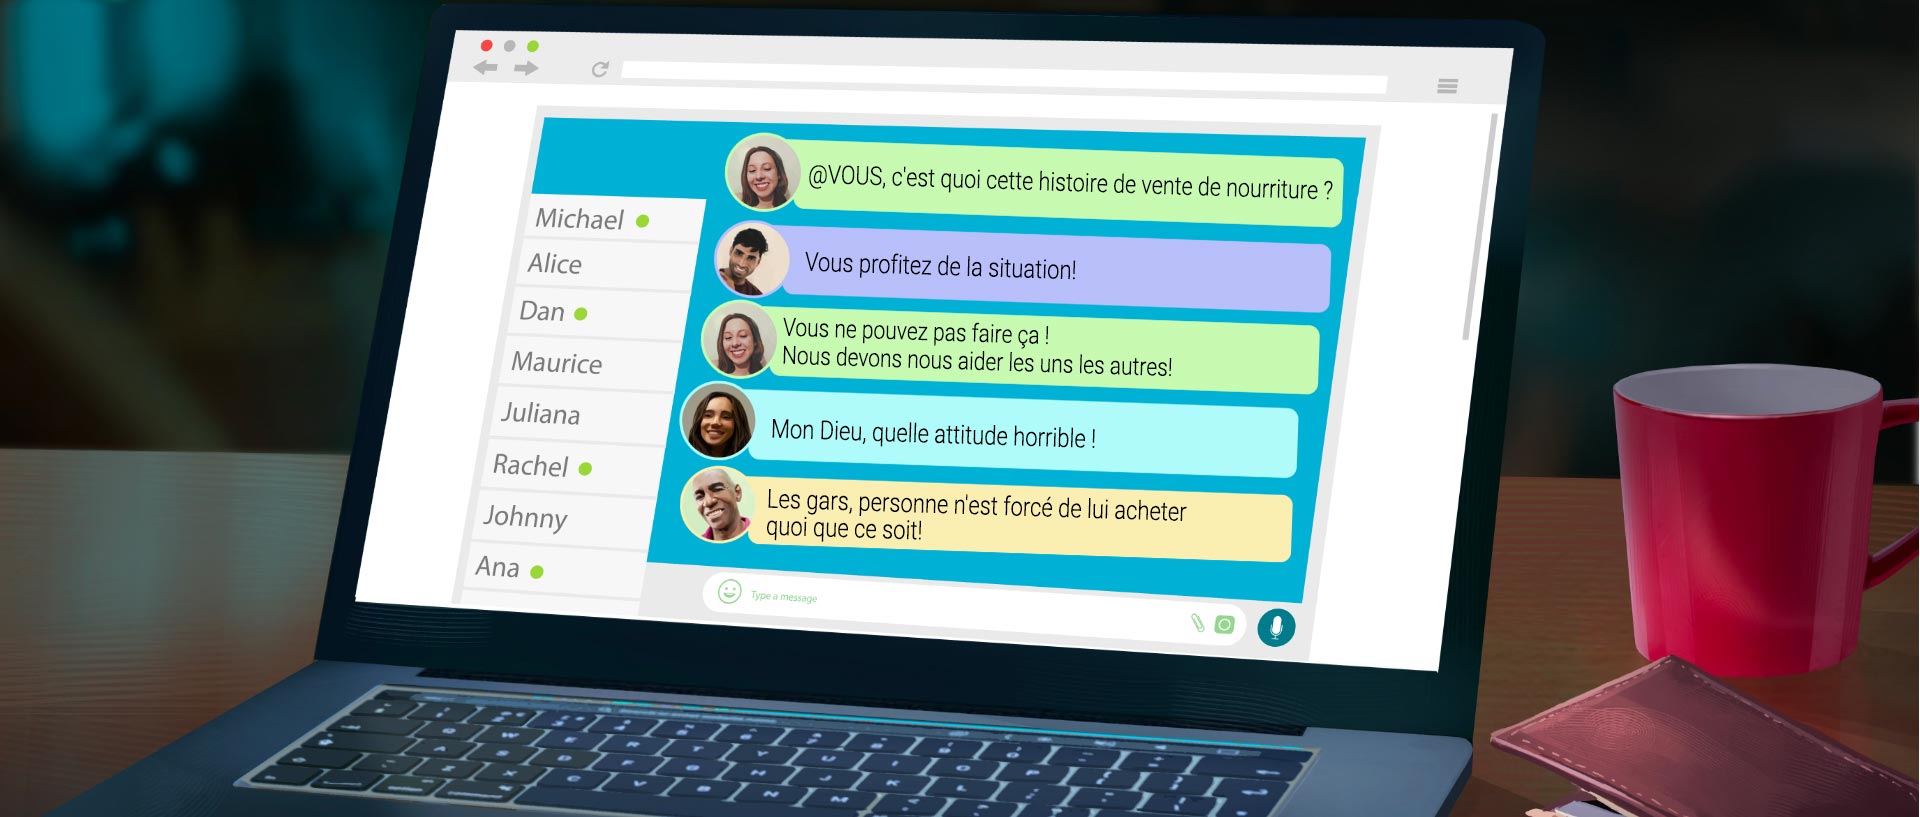 @VOUS, c'est quoi cette histoire de vente de nourriture ?
Vous profitez de la situation!
Vous ne pouvez pas faire ça !
Nous devons nous aider les uns les autres!
Mon Dieu, quelle attitude horrible !
Les gars, personne n'est forcé de lui acheter
quoi que ce soit!
Michael
Alice
Dan
Maurice
Juliana
Rachel
Johnny
Ana
Type a message